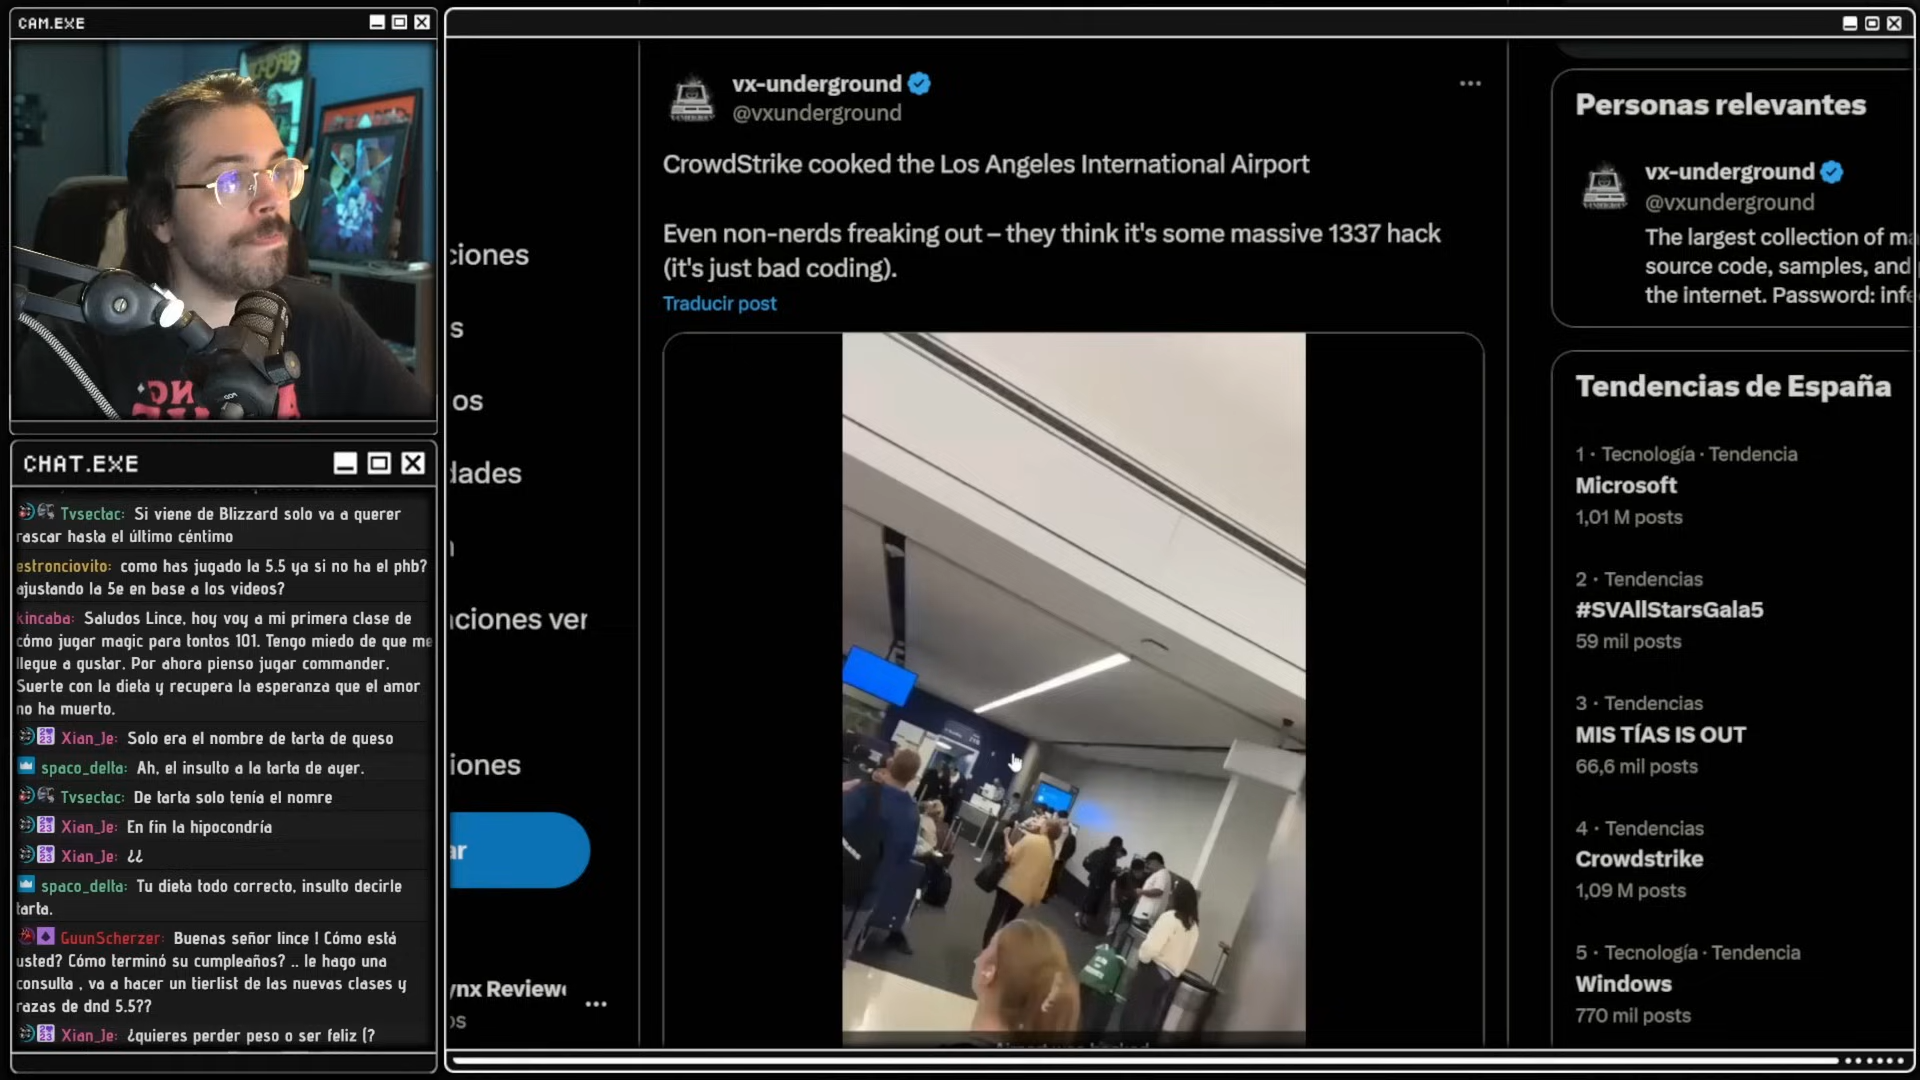 CAM.EXE
CHAT.EXE
Tvsectac: Si viene de Blizzard solo va a querer
rascar hasta el último céntimo
estronciovito: como has jugado la 5.5 ya si no ha el phb?
ajustando la 5e en base a los videos?
kincaba: Saludos Lince, hoy voy a mi primera clase de
cómo jugar magic para tontos 101. Tengo miedo de que me
llegue a gustar. Por ahora pienso jugar commander.
Suerte con la dieta y recupera la esperanza que el amor
no ha muerto.
Xian_Je: Solo era el nombre de tarta de queso
spaco_delta: Ah, el insulto a la tarta de ayer.
Tvsectac: De tarta solo tenía el nomre
Xian_Je: En fin la hipocondría
Xian_Je: ¿¿
spaco_delta: Tu dieta todo correcto, insulto decirle
tarta.
GuunScherzer: Buenas señor lince ! Cómo está
usted? Cómo terminó su cumpleaños? .. le hago una
consulta , va a hacer un tierlist de las nuevas clases y
razas de dnd 5.5??
Xian_Je: ¿quieres perder peso o ser feliz (?
ciones
s
os
dades
aciones ver
iones
ar
ynx Review
os
vx-underground
@vxunderground
CrowdStrike cooked the Los Angeles International Airport
Even non-nerds freaking out – they think it's some massive 1337 hack
(it's just bad coding).
Traducir post
Personas relevantes
vx-underground
@vxunderground
The largest collection of ma
source code, samples, and
the internet. Password: infe
Tendencias de España
1 · Tecnología · Tendencia
Microsoft
1,01 M posts
2 · Tendencias
#SVAllStarsGala5
59 mil posts
3 · Tendencias
MIS TÍAS IS OUT
66,6 mil posts
4 · Tendencias
Crowdstrike
1,09 M posts
5 · Tecnología · Tendencia
Windows
770 mil posts